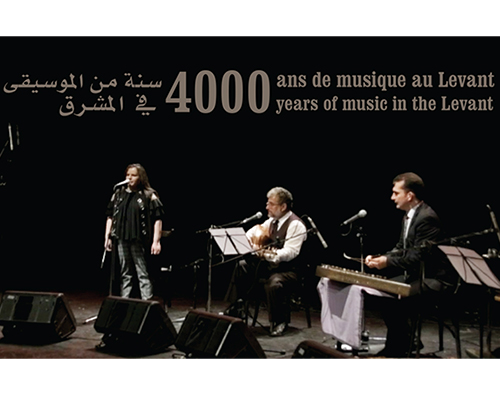 سنة من الموسيقى
في المشرق
4000
ans de musique au Levant
years of music in the Levant